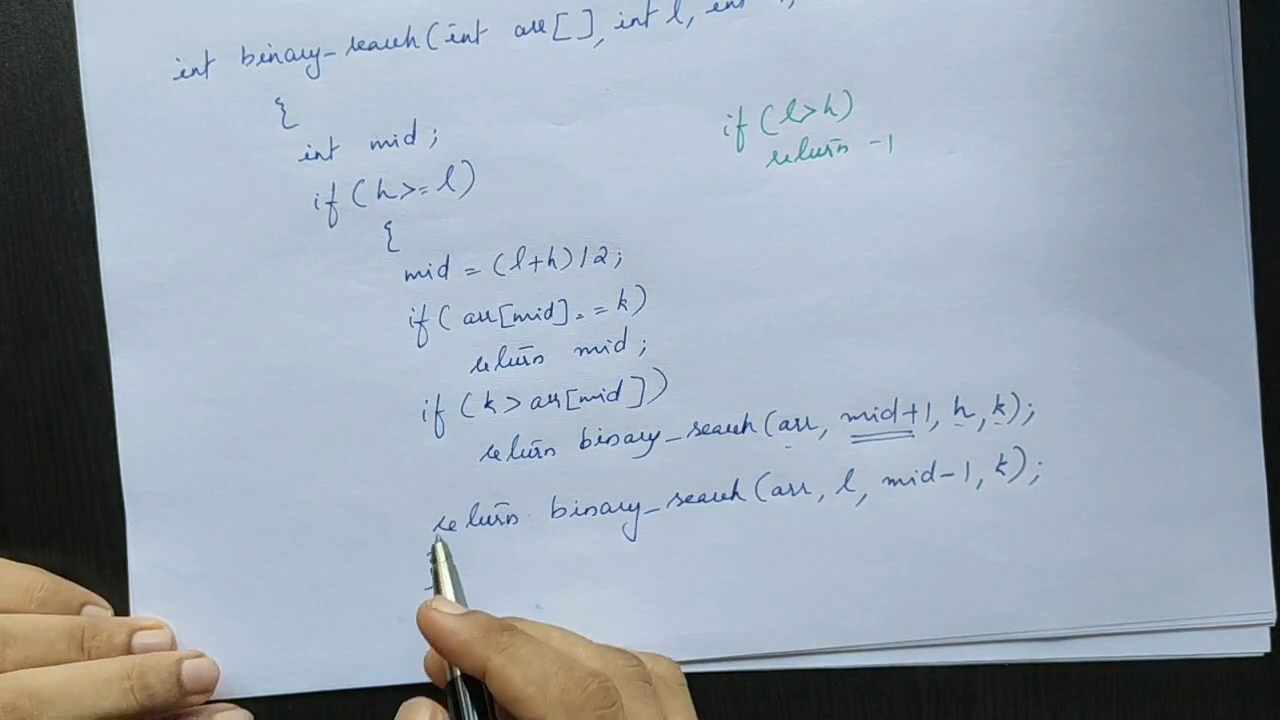 int binary_search(int arr[], int l, int
{
int mid;
if (h>=l)
{
mid = (l+h)/2;
if (arr[mid] == k)
return mid;
if (k > arr[mid])
return binary_search(arr, mid+1, h, k);
return binary_search(arr, l, mid-1, k);
if (l>h)
return -1